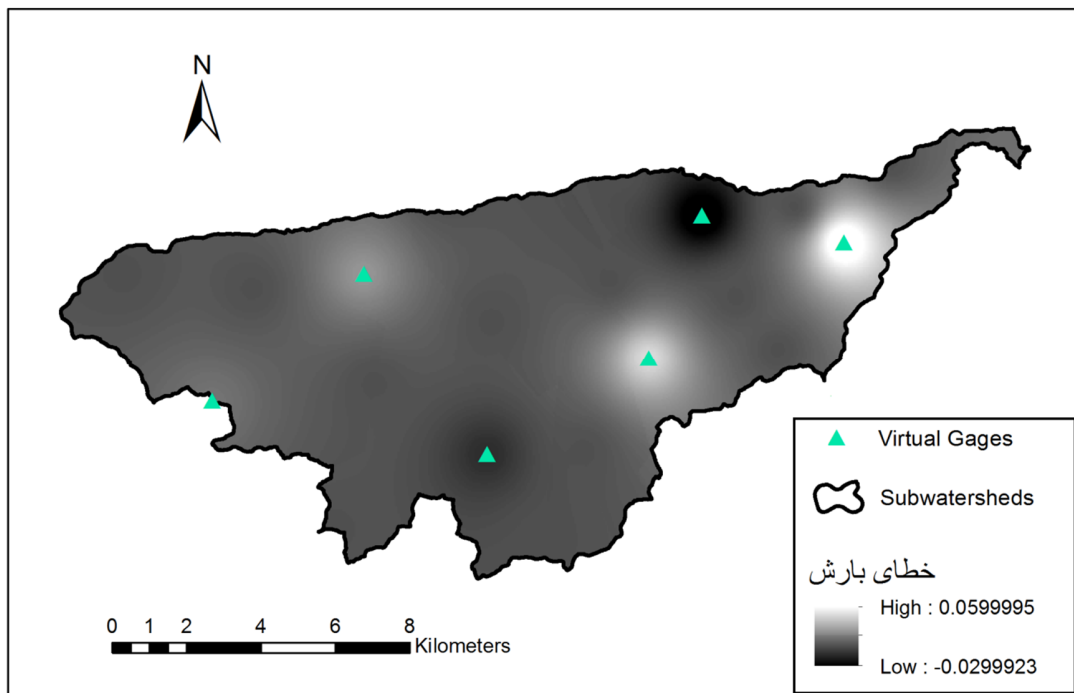 N
Virtual Gages
Subwatersheds
خطای بارش
High : 0.0599995
Low : -0.0299923
0 1 2 4 6 8
Kilometers